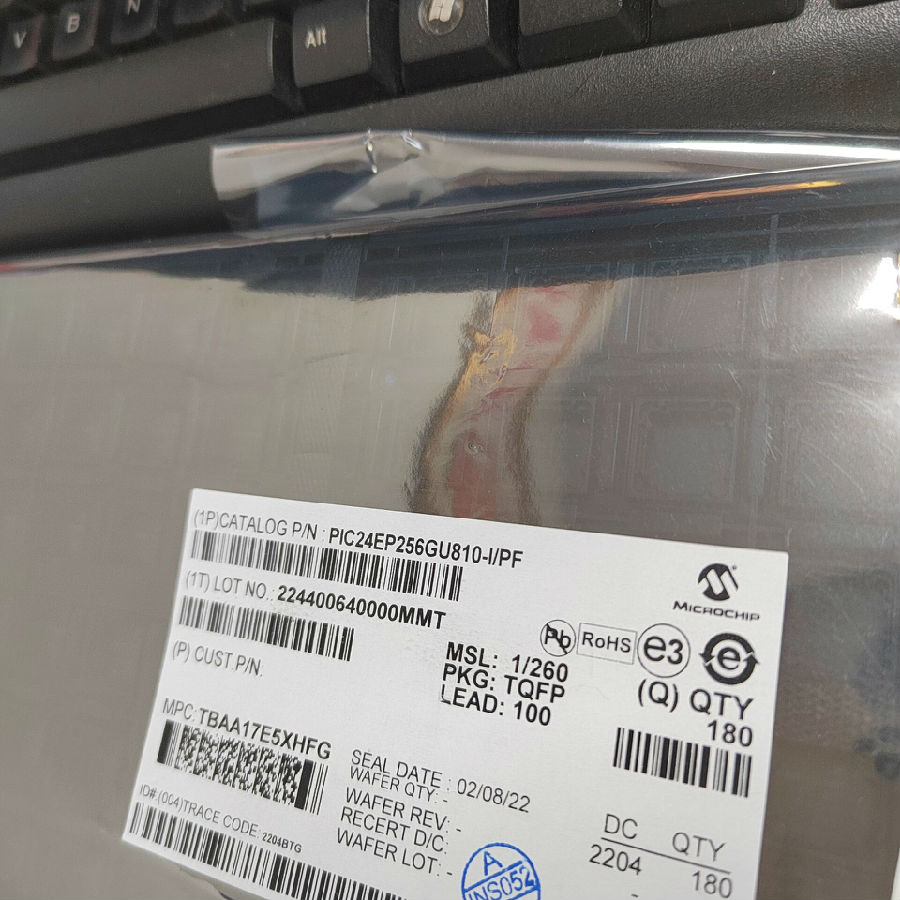 V B N
Alt
(1P)CATALOG P/N : PIC24EP256GU810-I/PF
(1T) LOT NO.: 224400640000MMT
(P) CUST P/N:
MICROCHIP
Pb RoHS e3 e
MSL: 1/260
PKG: TQFP
LEAD: 100
(Q) QTY
180
MPC: TBAA17E5XHFG
SEAL DATE : 02/08/22
WAFER QTY: -
WAFER REV: -
RECERT D/C:
WAFER LOT: -
ID#:(004)TRACE CODE: 2204BTG
DC QTY
2204 180
-
A
INS052